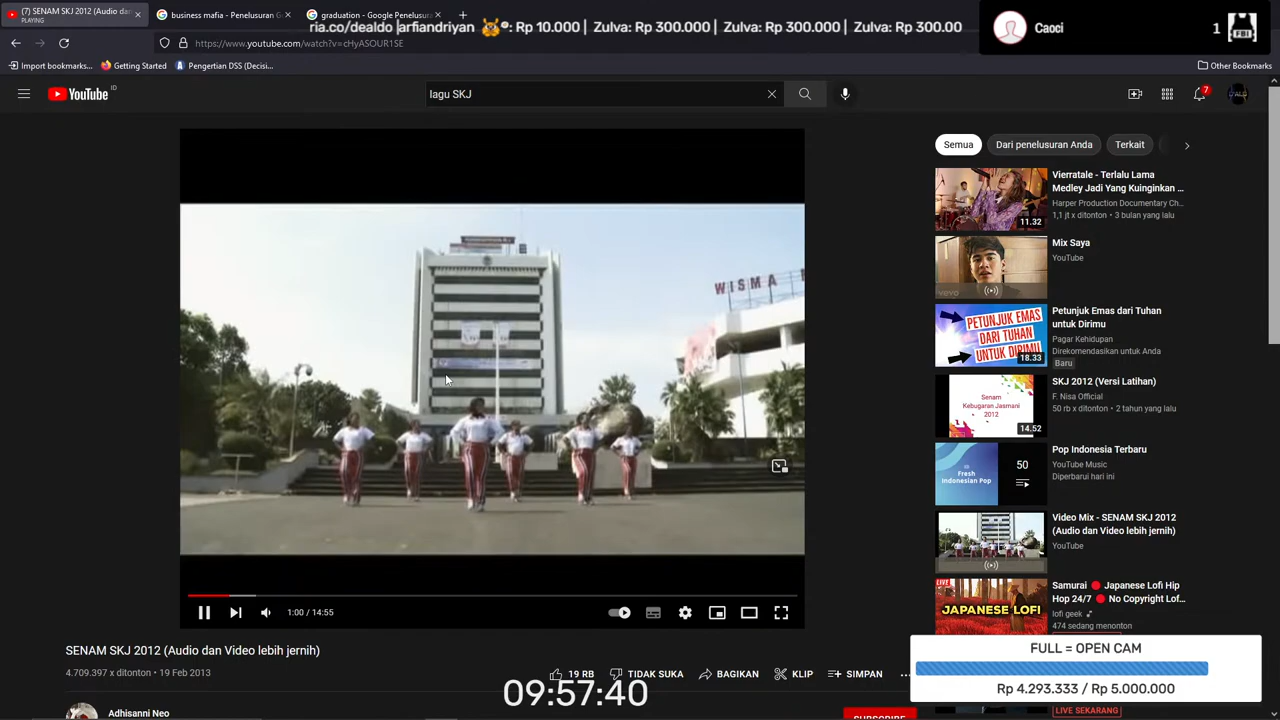 (7) SENAM SKJ 2012 (Audio dan
PLAYING
business mafia - Penelusuran G
graduation - Google Penelusura
ria.co/dealdo |arfiandriyan : Rp 10.000 | Zulva: Rp 300.000 | Zulva: Rp 300.000 | Zulva: Rp 300.00
Caoci
1
FBI
https://www.youtube.com/watch?v=cHyASOUR1SE
Import bookmarks...
Getting Started
Pengertian DSS (Decisi...
Other Bookmarks
YouTube ID
lagu SKJ
7
WISMA
Semua
Dari penelusuran Anda
Terkait
Vierratale - Terlalu Lama
Medley Jadi Yang Kuinginkan ...
Harper Production Documentary Ch...
1,1 jt x ditonton • 3 bulan yang lalu
11.32
Mix Saya
YouTube
vevo
PETUNJUK EMAS
DARI TUHAN
UNTUK DIRIMU
18.33
Petunjuk Emas dari Tuhan
untuk Dirimu
Pagar Kehidupan
Direkomendasikan untuk Anda
Baru
Senam
Kebugaran Jasmani
2012
14.52
SKJ 2012 (Versi Latihan)
F. Nisa Official
50 rb x ditonton • 2 tahun yang lalu
Fresh
Indonesian Pop
50
Pop Indonesia Terbaru
YouTube Music
Diperbarui hari ini
Video Mix - SENAM SKJ 2012
(Audio dan Video lebih jernih)
YouTube
LIVE
JAPANESE LOFI
Samurai 🔴 Japanese Lofi Hip
Hop 24/7 🔴 No Copyright Lof...
lofi geek
474 sedang menonton
1:00 / 14:55
SENAM SKJ 2012 (Audio dan Video lebih jernih)
4.709.397 x ditonton • 19 Feb 2013
19 RB
TIDAK SUKA
BAGIKAN
KLIP
SIMPAN
...
09:57:40
FULL = OPEN CAM
Rp 4.293.333 / Rp 5.000.000
LIVE SEKARANG
Adhisanni Neo
SUBSCRIBE